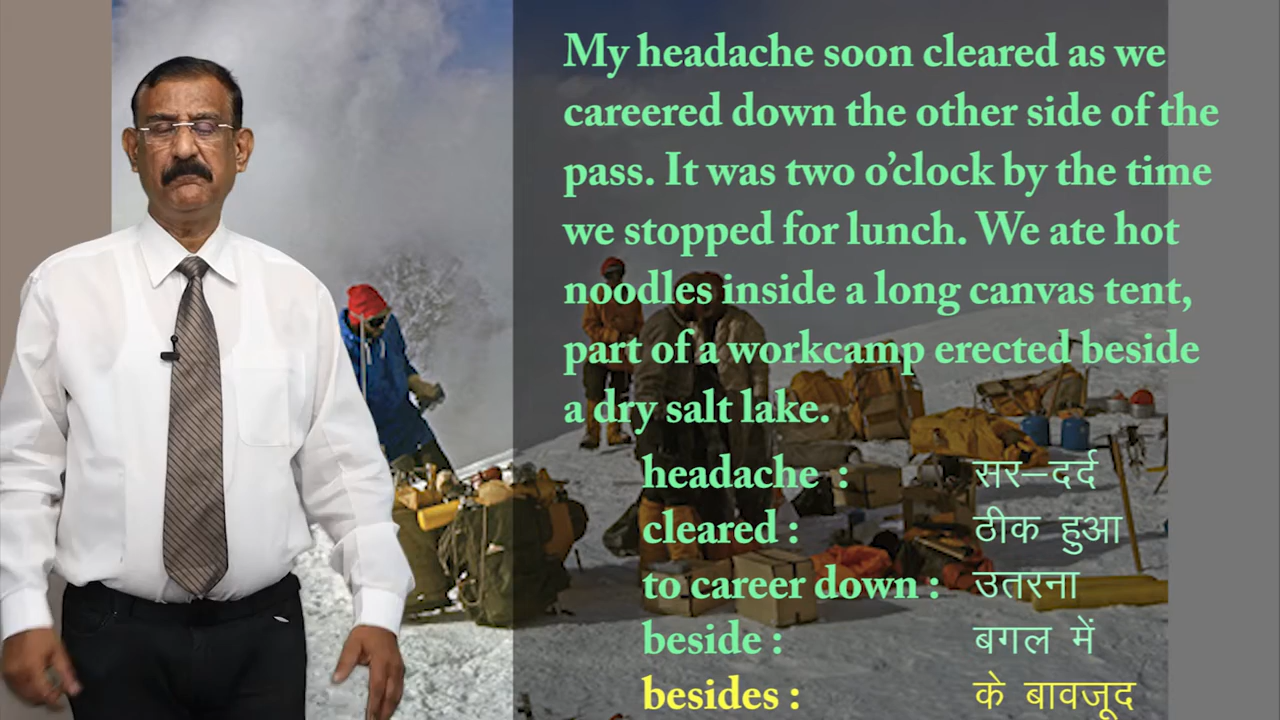 My headache soon cleared as we
careered down the other side of the
pass. It was two o’clock by the time
we stopped for lunch. We ate hot
noodles inside a long canvas tent,
part of a workcamp erected beside
a dry salt lake.
headache : सर–दर्द
cleared : ठीक हुआ
to career down : उतरना
beside : बगल में
besides : के बावजूद